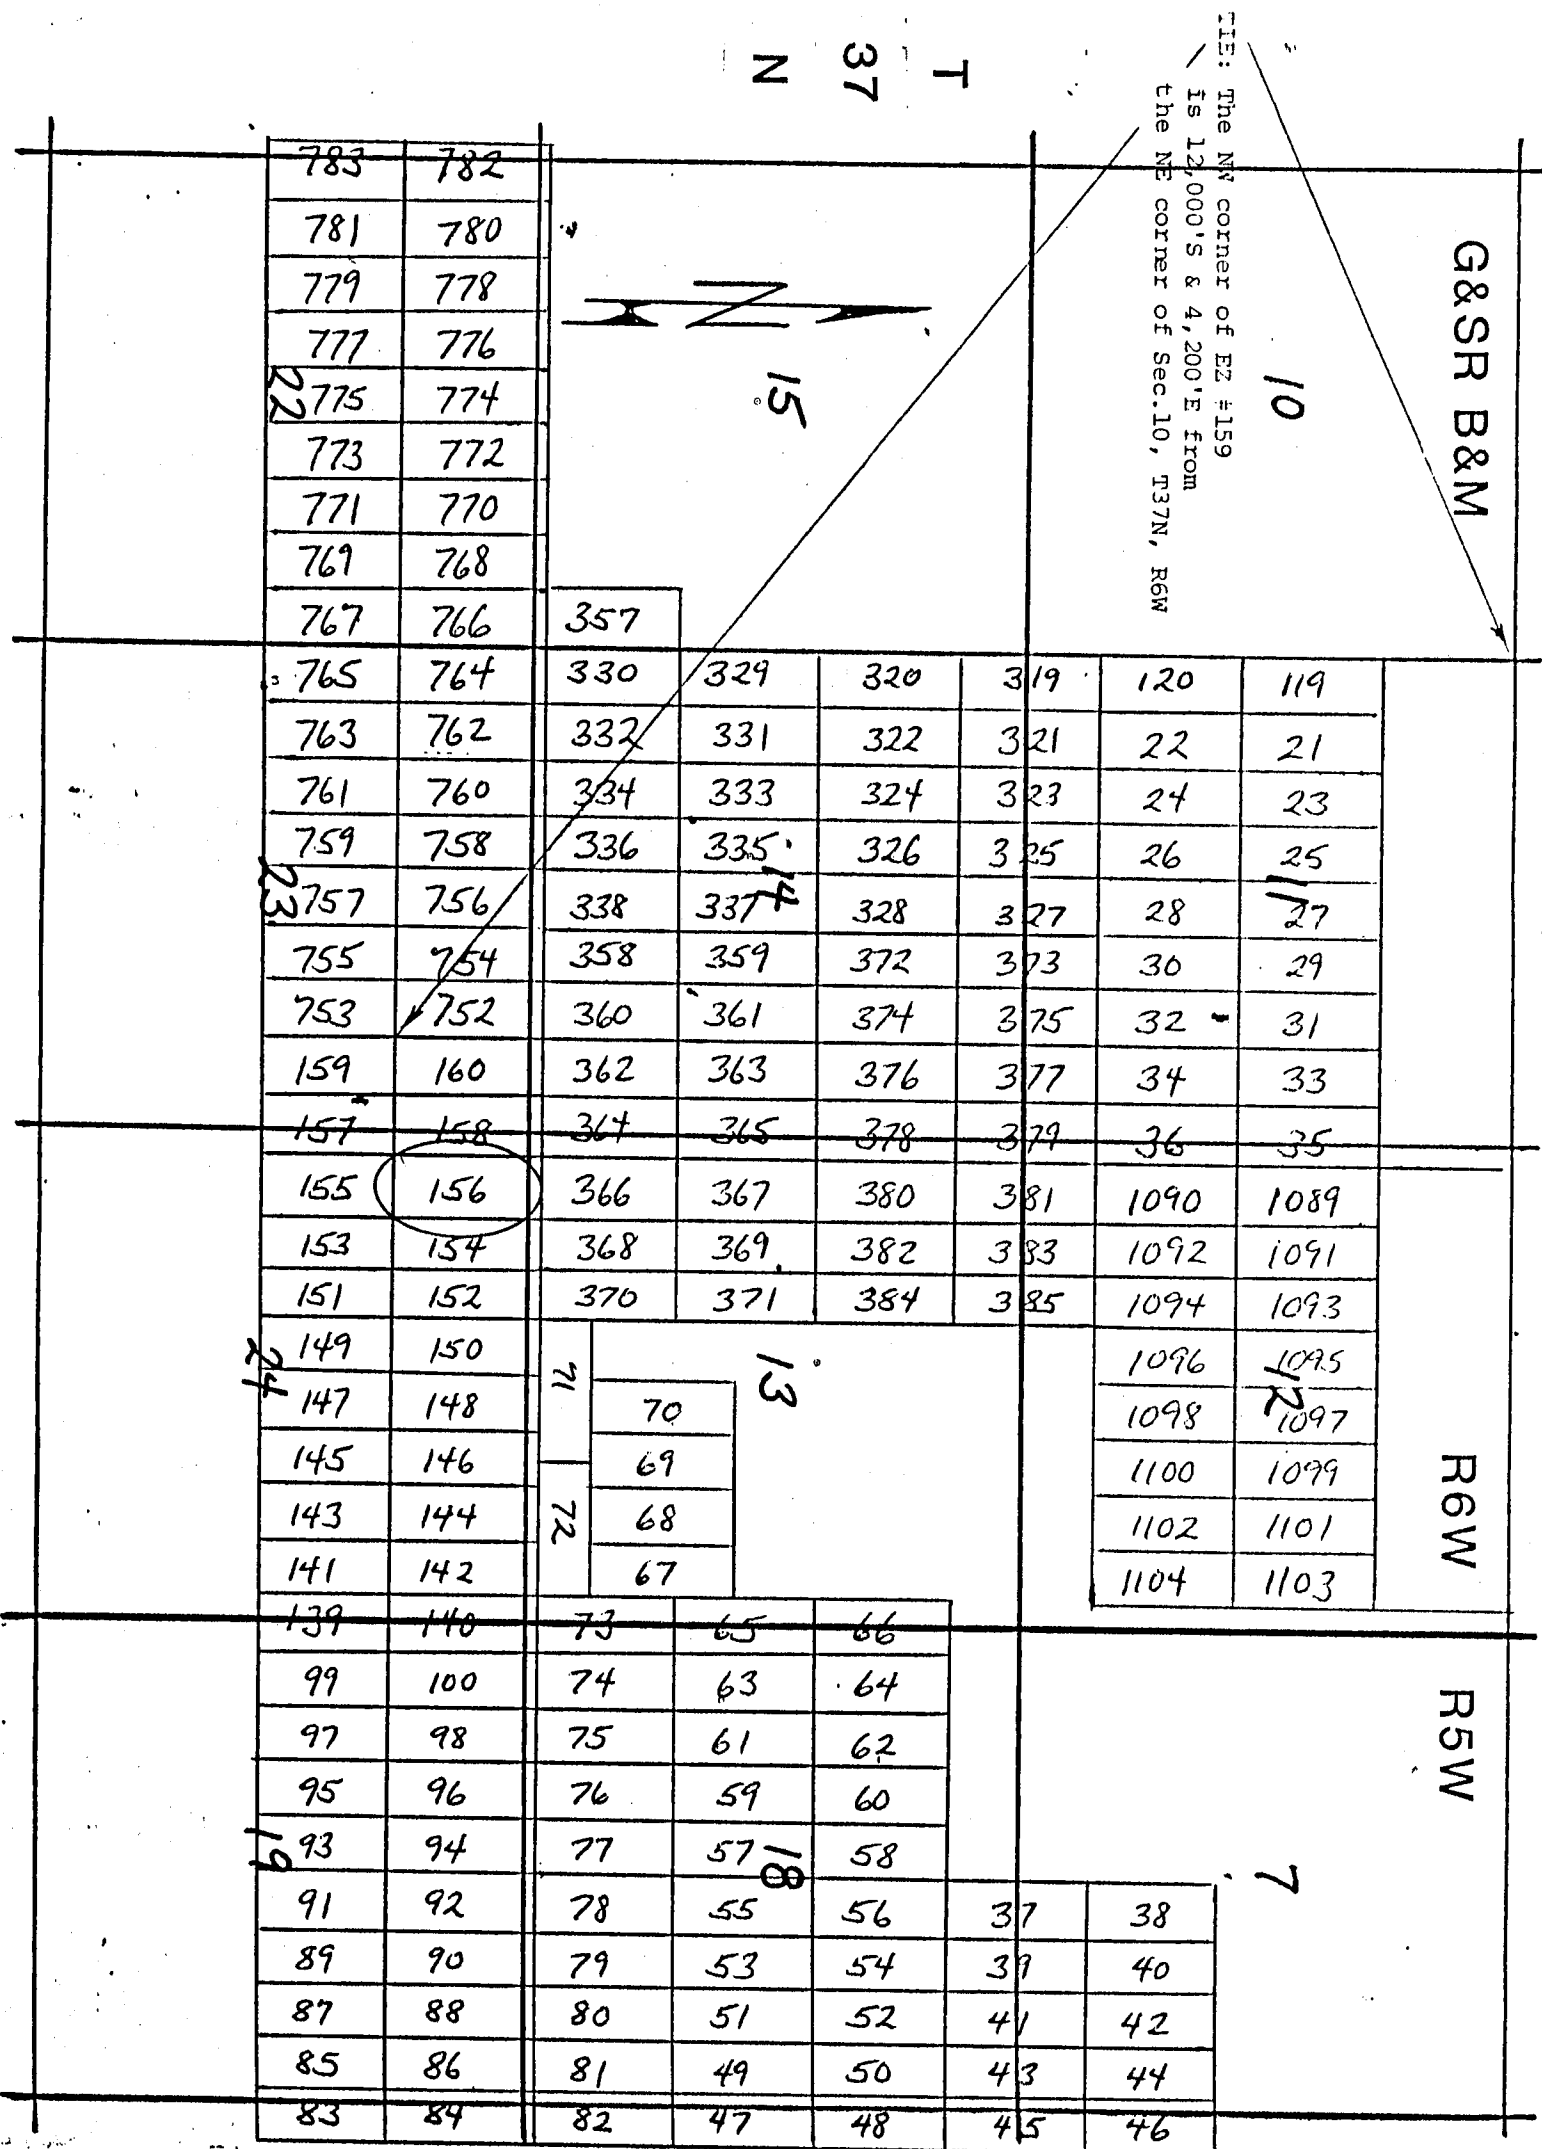 T
37
N
TIE: The NW corner of EZ #159
is 12,000'S & 4,200'E from
the NE corner of Sec.10, T37N, R6W
G&SR B&M
R6W
R5W
10
15
22
N
783 782
781 780
779 778
777 776
775 774
773 772
771 770
769 768
767 766 357
765 764 330 329 320 319 120 119
763 762 332 331 322 321 22 21
761 760 334 333 324 323 24 23
759 758 336 335 326 325 26 25
23 14 11
757 756 338 337 328 327 28 27
755 754 358 359 372 373 30 29
753 752 360 361 374 375 32 31
159 160 362 363 376 377 34 33
157 158 364 365 378 379 36 35
155 156 366 367 380 381 1090 1089
153 154 368 369 382 383 1092 1091
151 152 370 371 384 385 1094 1093
149 150 71 1096 1095
24 13 12
147 148 70 1098 1097
145 146 69 1100 1099
143 144 72 68 1102 1101
141 142 67 1104 1103
139 140 73 65 66
99 100 74 63 64
97 98 75 61 62
95 96 76 59 60
93 94 77 57 58
19 18 7
91 92 78 55 56 37 38
89 90 79 53 54 39 40
87 88 80 51 52 41 42
85 86 81 49 50 43 44
83 84 82 47 48 45 46